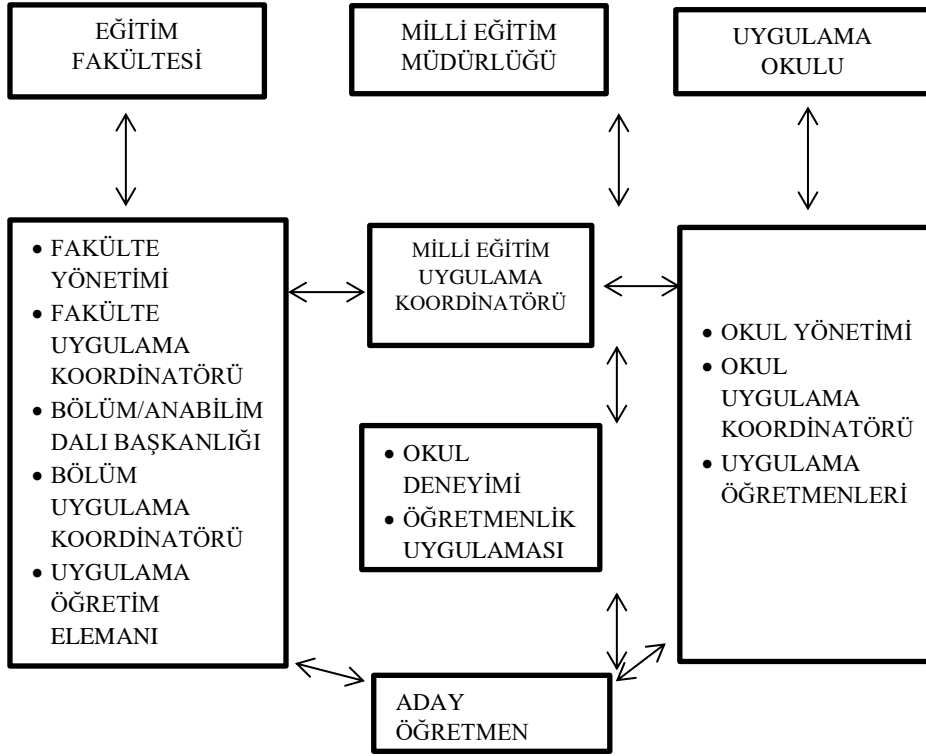 EĞİTİM
FAKÜLTESİ
MİLLİ EĞİTİM
MÜDÜRLÜĞÜ
UYGULAMA
OKULU
• FAKÜLTE
YÖNETİMİ
• FAKÜLTE
UYGULAMA
KOORDİNATÖRÜ
• BÖLÜM/ANABİLİM
DALI BAŞKANLIĞI
• BÖLÜM
UYGULAMA
KOORDİNATÖRÜ
• UYGULAMA
ÖĞRETİM
ELEMANI
MİLLİ EĞİTİM
UYGULAMA
KOORDİNATÖRÜ
• OKUL YÖNETİMİ
• OKUL
UYGULAMA
KOORDİNATÖRÜ
• UYGULAMA
ÖĞRETMENLERİ
• OKUL
DENEYİMİ
• ÖĞRETMENLİK
UYGULAMASI
ADAY
ÖĞRETMEN